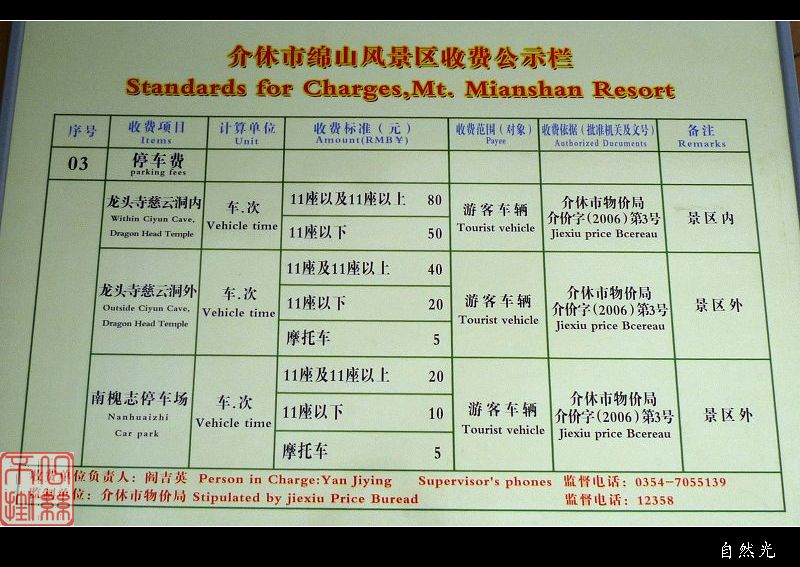 介休市绵山风景区收费公示栏
Standards for Charges,Mt. Mianshan Resort
序号 收费项目 计算单位 收费标准（元） 收费范围（对象） 收费依据（批准机关及文号） 备注
Items Unit Amount(RMB￥) Payee Authorized Ducuments Remarks
03 停车费
parking fees
龙头寺慈云洞内
Within Ciyun Cave,
Dragon Head Temple
车.次
Vehicle time
11座以及11座以上 80
11座以下 50
游客车辆
Tourist vehicle
介休市物价局
介价字(2006)第3号
Jiexiu price Bcereau
景区内
龙头寺慈云洞外
Outside Ciyun Cave,
Dragon Head Temple
车.次
Vehicle time
11座及11座以上 40
11座以下 20
摩托车 5
游客车辆
Tourist vehicle
介休市物价局
介价字(2006)第3号
Jiexiu price Bcereau
景区外
南槐志停车场
Nanhuaizhi
Car park
车.次
Vehicle time
11座及11座以上 20
11座以下 10
摩托车 5
游客车辆
Tourist vehicle
介休市物价局
介价字(2006)第3号
Jiexiu price Bcereau
景区外
收费单位负责人：阎吉英 Person in Charge:Yan Jiying Supervisor's phones 监督电话：0354-7055139
监制单位：介休市物价局 Stipulated by jiexiu Price Buread 监督电话：12358
自然光